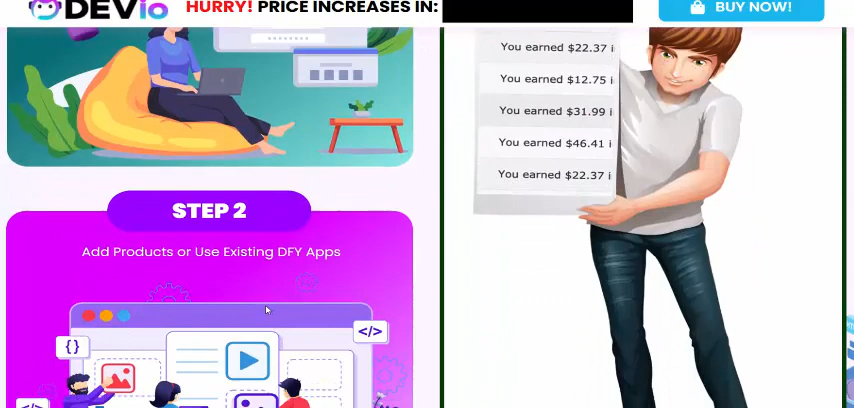 DEVio
HURRY! PRICE INCREASES IN:
BUY NOW!
You earned $22.37 i
You earned $12.75 i
You earned $31.99 i
You earned $46.41 i
You earned $22.37 i
STEP 2
Add Products or Use Existing DFY Apps
</>
{}
</>